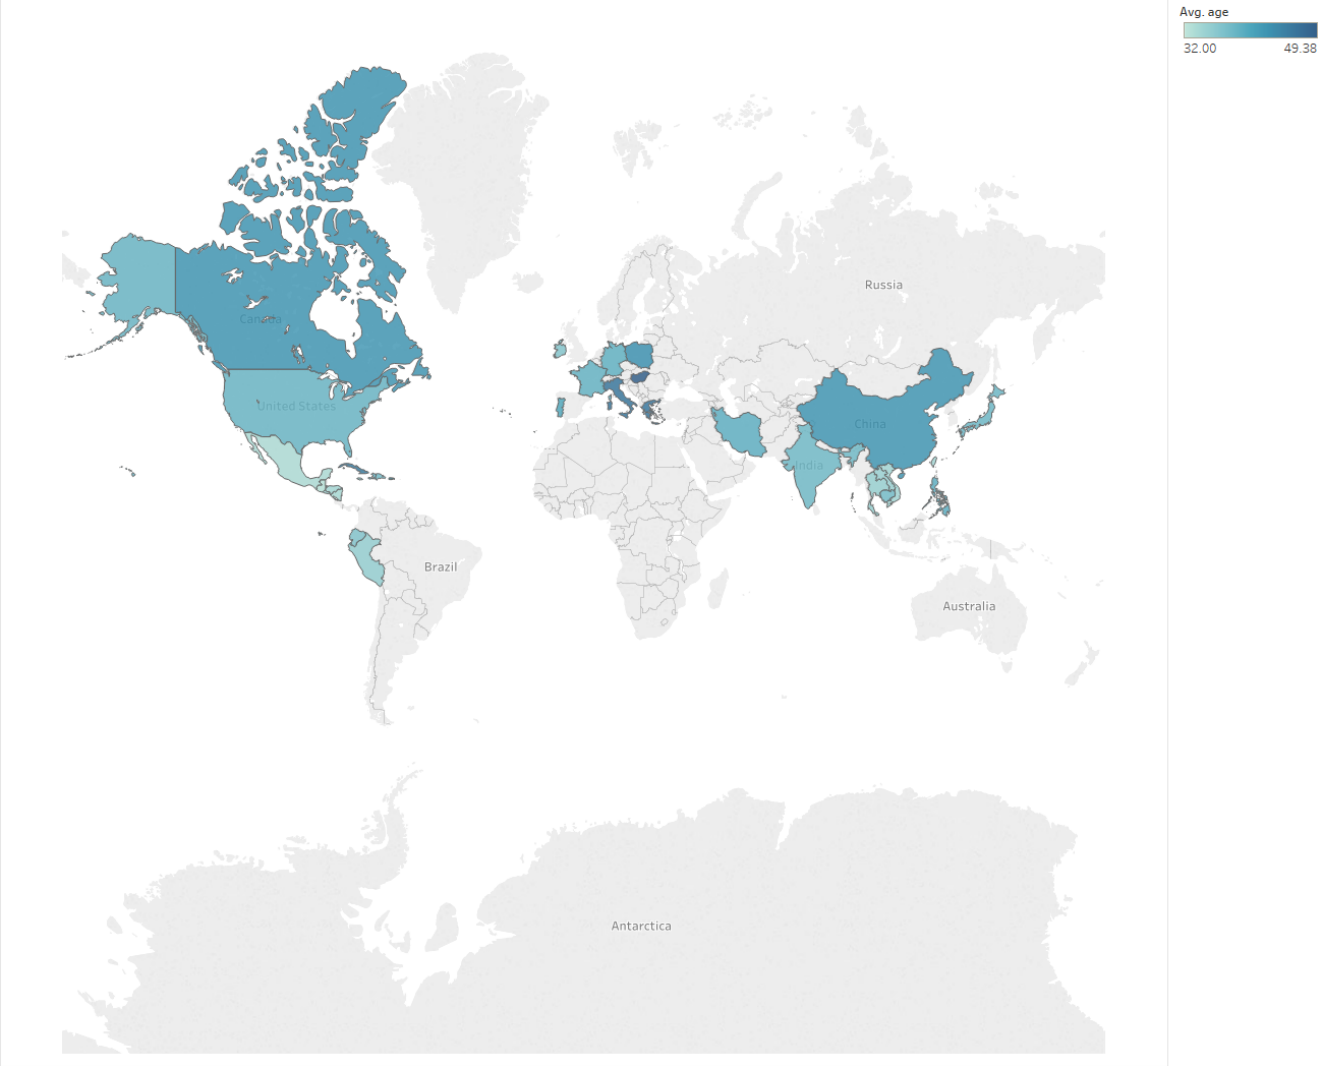 Avg. age
32.00 49.38
Russia
Canada
United States
China
India
Brazil
Australia
Antarctica